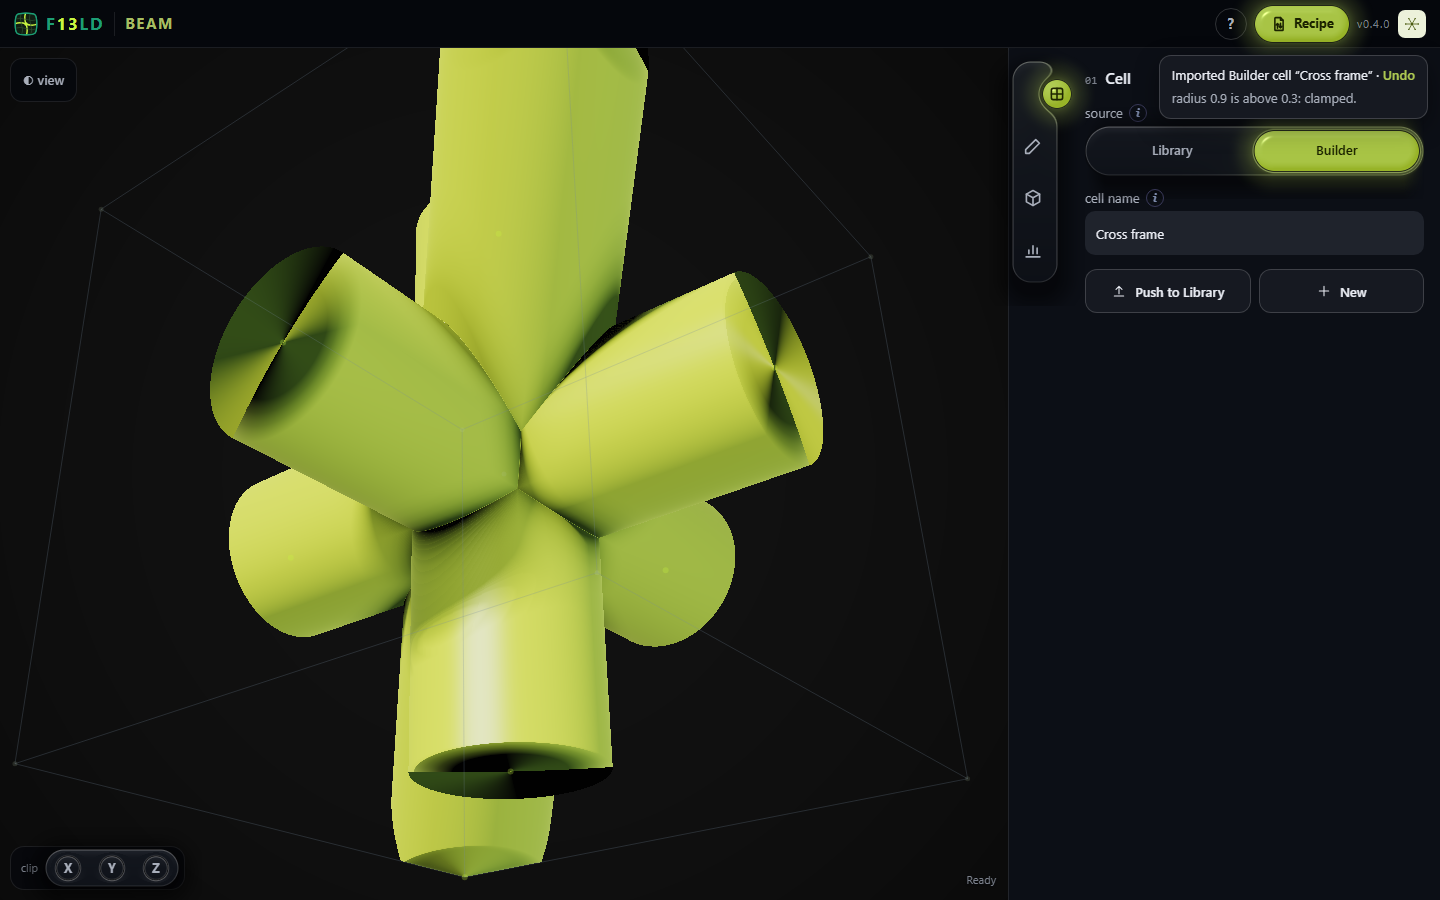 F13LD BEAM
? Recipe v0.4.0
view
01 Cell
Imported Builder cell “Cross frame” · Undo
radius 0.9 is above 0.3: clamped.
source i
Library Builder
cell name i
Cross frame
Push to Library + New
clip X Y Z
Ready